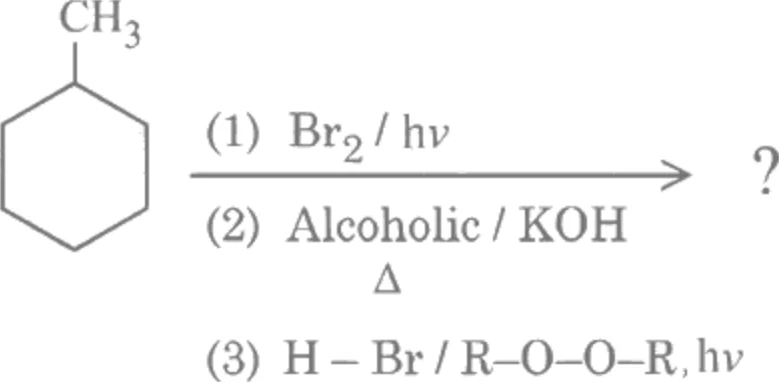 CH₃
(1) Br₂ / hν
?
(2) Alcoholic / KOH
Δ
(3) H – Br / R–O–O–R, hν